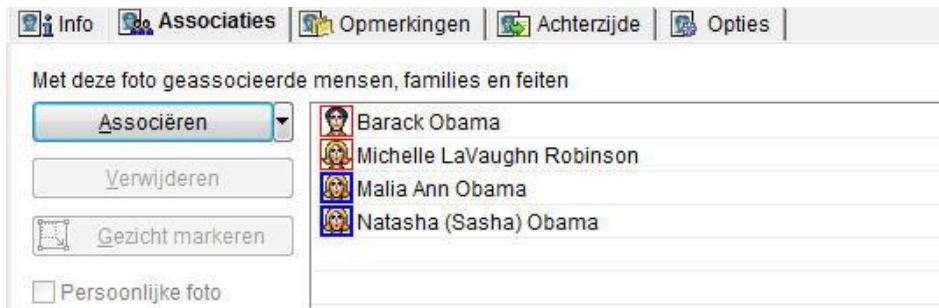 Info Associaties Opmerkingen Achterzijde Opties
Met deze foto geassocieerde mensen, families en feiten
Associëren
Barack Obama
Michelle LaVaughn Robinson
Verwijderen
Malia Ann Obama
Natasha (Sasha) Obama
Gezicht markeren
Persoonlijke foto